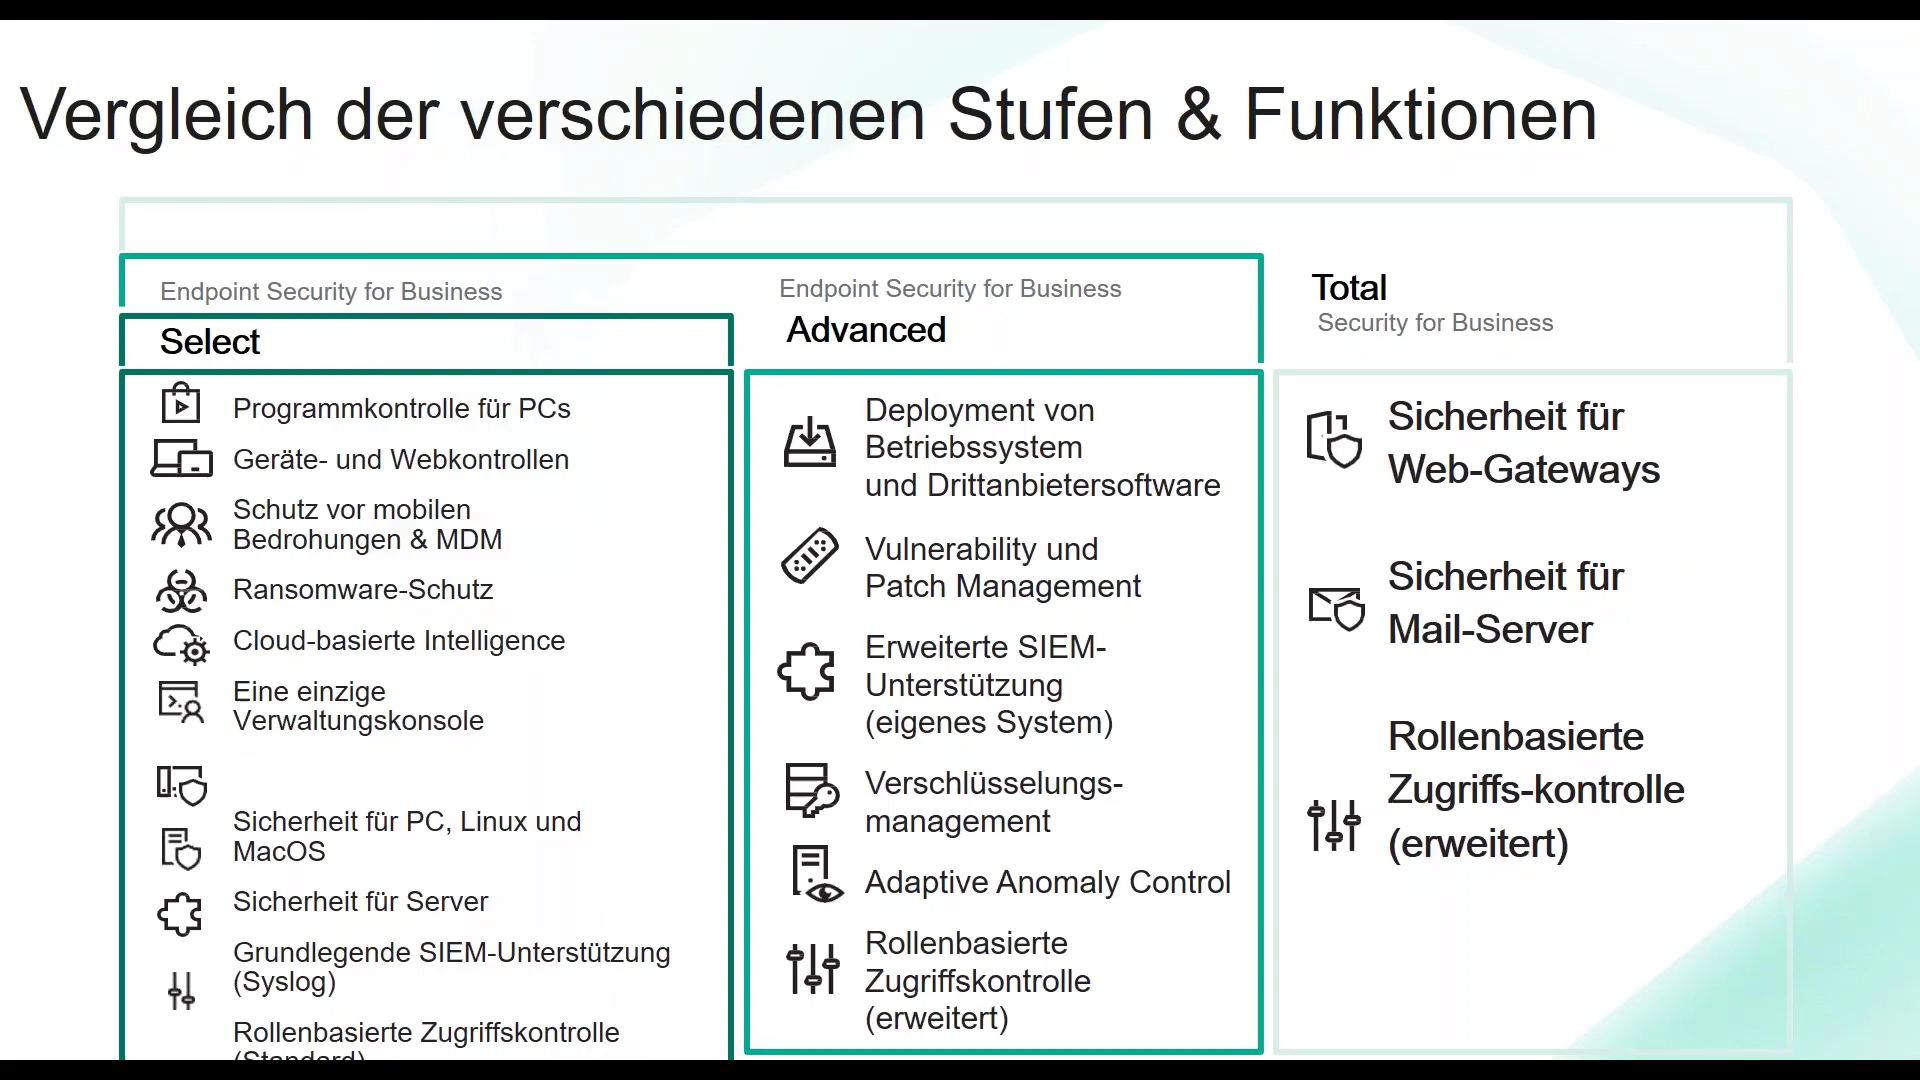 Vergleich der verschiedenen Stufen & Funktionen
Endpoint Security for Business
Select
Programmkontrolle für PCs
Geräte- und Webkontrollen
Schutz vor mobilen
Bedrohungen & MDM
Ransomware-Schutz
Cloud-basierte Intelligence
Eine einzige
Verwaltungskonsole
Sicherheit für PC, Linux und
MacOS
Sicherheit für Server
Grundlegende SIEM-Unterstützung
(Syslog)
Rollenbasierte Zugriffskontrolle
(Standard)
Endpoint Security for Business
Advanced
Deployment von
Betriebssystem
und Drittanbietersoftware
Vulnerability und
Patch Management
Erweiterte SIEM-
Unterstützung
(eigenes System)
Verschlüsselungs-
management
Adaptive Anomaly Control
Rollenbasierte
Zugriffskontrolle
(erweitert)
Total
Security for Business
Sicherheit für
Web-Gateways
Sicherheit für
Mail-Server
Rollenbasierte
Zugriffs-kontrolle
(erweitert)